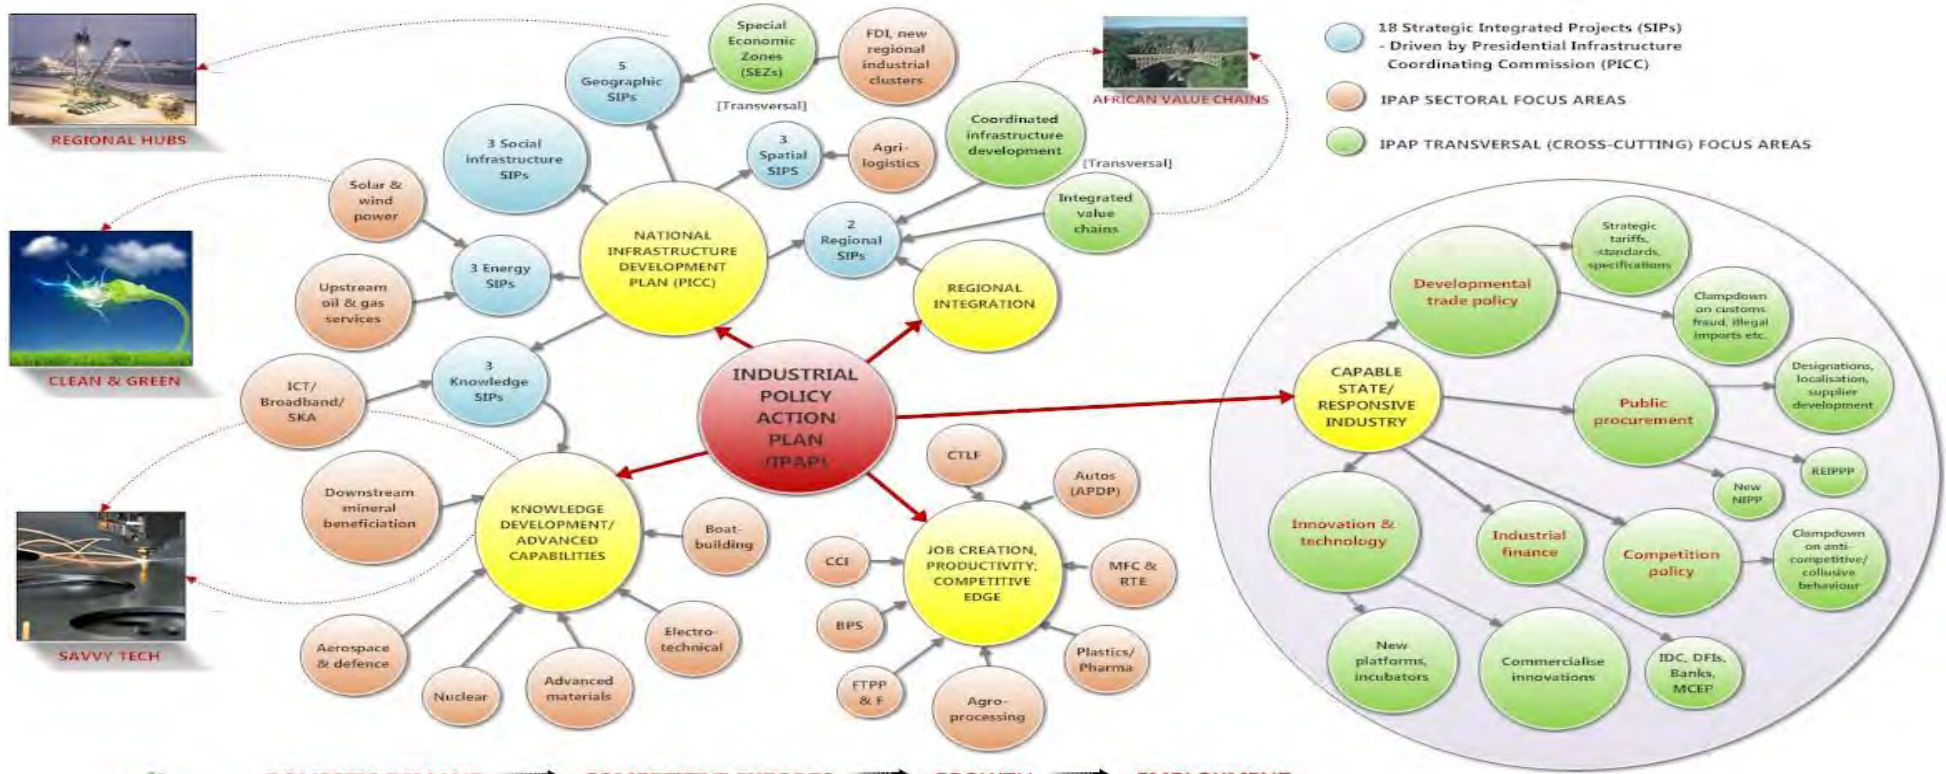 REGIONAL HUBS
CLEAN & GREEN
SAVVY TECH
AFRICAN VALUE CHAINS
18 Strategic Integrated Projects (SIPs)
- Driven by Presidential Infrastructure
Coordinating Commission (PICC)
IPAP SECTORAL FOCUS AREAS
IPAP TRANSVERSAL (CROSS-CUTTING) FOCUS AREAS
Special
Economic
Zones
(SEZs)
FDI, new
regional
industrial
clusters
5
Geographic
SIPs
[Transversal]
3 Social
infrastructure
SIPs
3
Spatial
SIPS
Agri-
logistics
Coordinated
infrastructure
development
[Transversal]
Integrated
value
chains
Solar &
wind
power
3 Energy
SIPs
Upstream
oil & gas
services
NATIONAL
INFRASTRUCTURE
DEVELOPMENT
PLAN (PICC)
2
Regional
SIPs
REGIONAL
INTEGRATION
ICT/
Broadband/
SKA
3
Knowledge
SIPs
INDUSTRIAL
POLICY
ACTION
PLAN
(IPAP)
Downstream
mineral
beneficiation
KNOWLEDGE
DEVELOPMENT/
ADVANCED
CAPABILITIES
Boat-
building
Aerospace
& defence
Nuclear
Advanced
materials
Electro-
technical
CTLF
Autos
(APDP)
CCI
JOB CREATION,
PRODUCTIVITY,
COMPETITIVE
EDGE
MFC &
RTE
BPS
Plastics/
Pharma
FTPP
& F
Agro-
processing
CAPABLE
STATE/
RESPONSIVE
INDUSTRY
Developmental
trade policy
Strategic
tariffs,
standards,
specifications
Clampdown
on customs
fraud, illegal
imports etc.
Public
procurement
Designations,
localisation,
supplier
development
REIPPP
New
NIPP
Innovation &
technology
Industrial
finance
Competition
policy
Clampdown
on anti-
competitive/
collusive
behaviour
New
platforms,
incubators
Commercialise
innovations
IDC, DFIs,
Banks,
MCEP